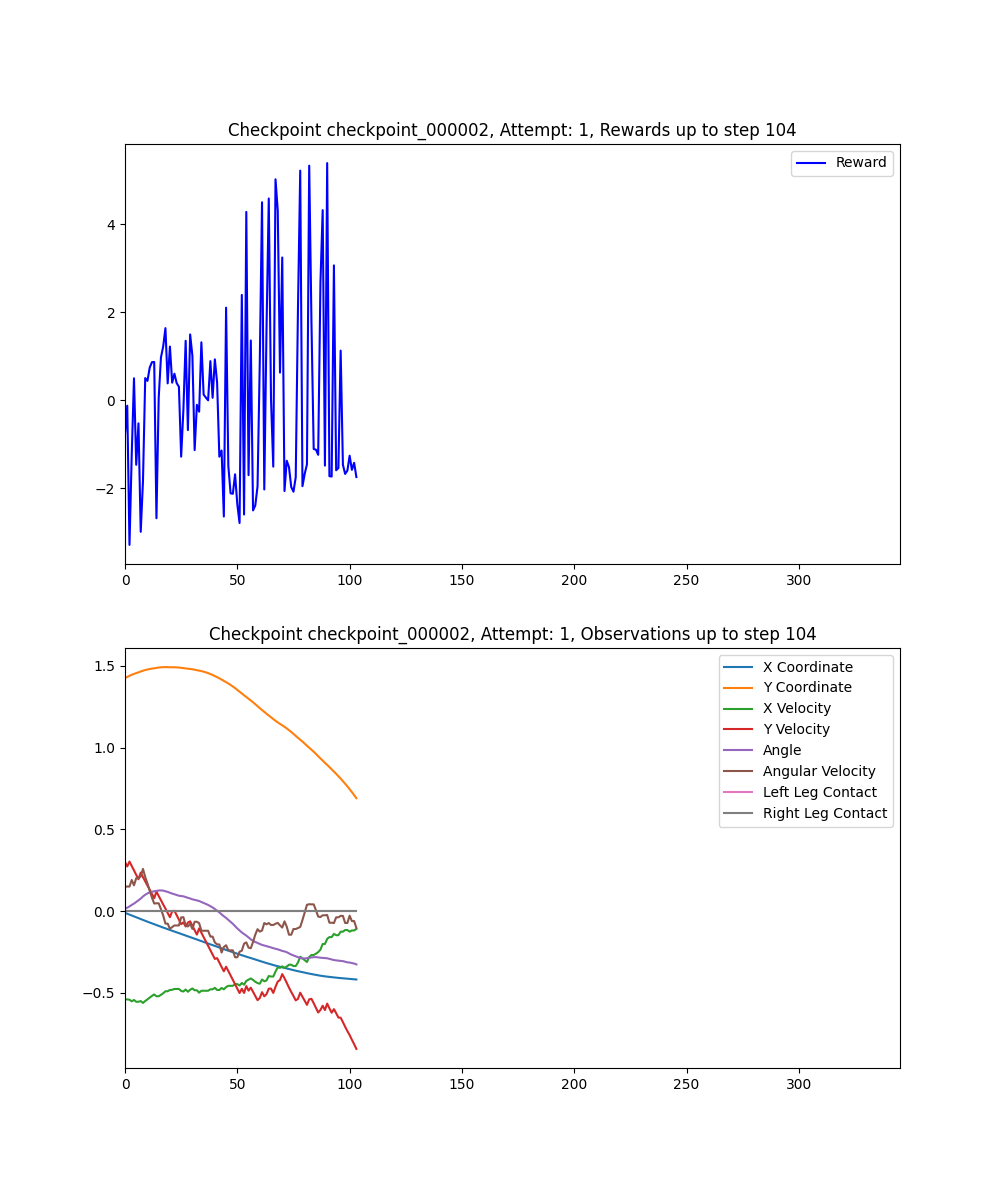 Checkpoint checkpoint_000002, Attempt: 1, Rewards up to step 104
Reward
4
2
0
−2
0 50 100 150 200 250 300
Checkpoint checkpoint_000002, Attempt: 1, Observations up to step 104
X Coordinate
Y Coordinate
X Velocity
Y Velocity
Angle
Angular Velocity
Left Leg Contact
Right Leg Contact
1.5
1.0
0.5
0.0
−0.5
0 50 100 150 200 250 300